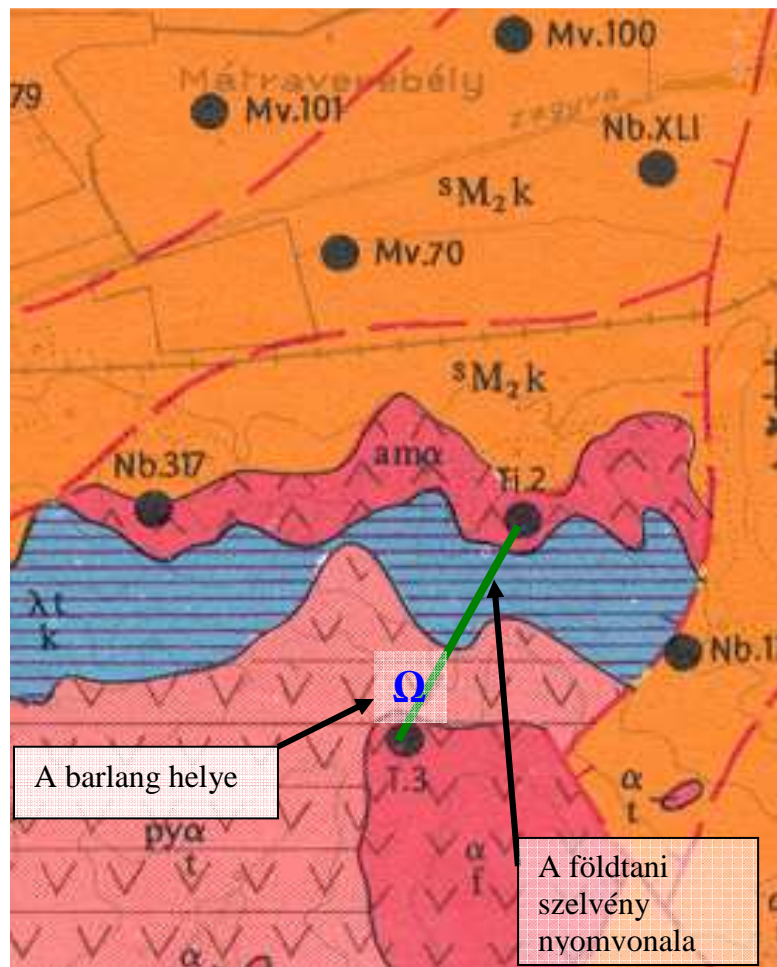 Mv.100
Mátraverebély
79
Mv.101
zagyva
Nb.XLI
ˢM₂k
Mv.70
ˢM₂k
amα
Nb.317
Ti.2
λt
k
Nb.1
Ω
A barlang helye
T.3
α
t
pyα
t
α
f
A földtani
szelvény
nyomvonala
α